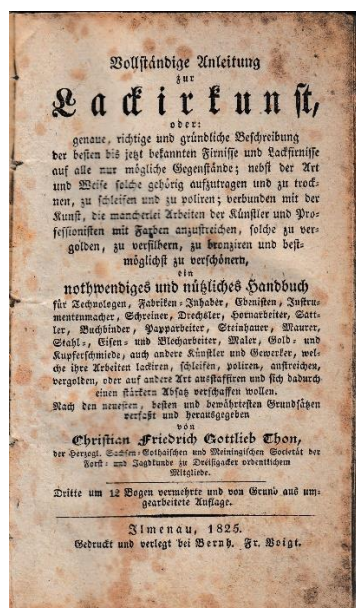 Vollständige Anleitung
zur
Lackirkunst,
oder:
genaue, richtige und gründliche Beschreibung
der besten bis jetzt bekannten Firnisse und Lackfirnisse
auf alle nur mögliche Gegenstände; nebst der Art
und Weise solche gehörig aufzutragen und zu trock-
nen, zu schleifen und zu poliren; verbunden mit der
Kunst, die mancherlei Arbeiten der Künstler und Pro-
fessionisten mit Farben anzustreichen, solche zu ver-
golden, zu versilbern, zu bronziren und best-
möglichst zu verschönern,
ein
nothwendiges und nützliches Handbuch
für Technologen, Fabriken-Inhaber, Ebenisten, Instru-
mentenmacher, Schreiner, Drechsler, Hornarbeiter, Satt-
ler, Buchbinder, Papparbeiter, Steinhauer, Maurer,
Stahl-, Eisen- und Blecharbeiter, Maler, Gold- und
Kupferschmiede, auch andere Künstler und Gewerker, wel-
che ihre Arbeiten lackiren, schleifen, poliren, anstreichen,
vergolden, oder auf andere Art ausstaffiren und sich dadurch
einen stärkern Absatz verschaffen wollen.
Nach den neuesten, besten und bewährtesten Grundsätzen
verfaßt und herausgegeben
von
Christian Friedrich Gottlieb Thon,
der Herzogl. Sachsen-Gothaischen und Meiningischen Societät der
Forst- und Jagdkunde zu Dreißigacker ordentlichem
Mitgliede.
Dritte um 12 Bogen vermehrte und von Grund aus um-
gearbeitete Auflage.
Ilmenau, 1825.
Gedruckt und verlegt bei Bernh. Fr. Voigt.